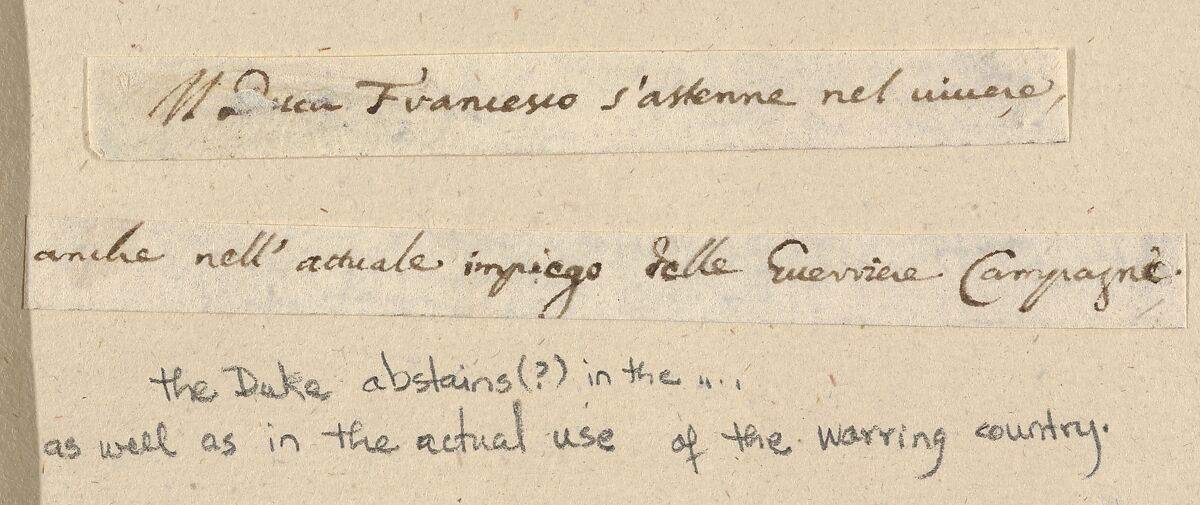 Il Duca Francesco s'astenne nel uiuere,
anche nell' actuale impiego delle Guerriere Campagne.
the Duke abstains(?) in the "...
as well as in the actual use of the warring country.